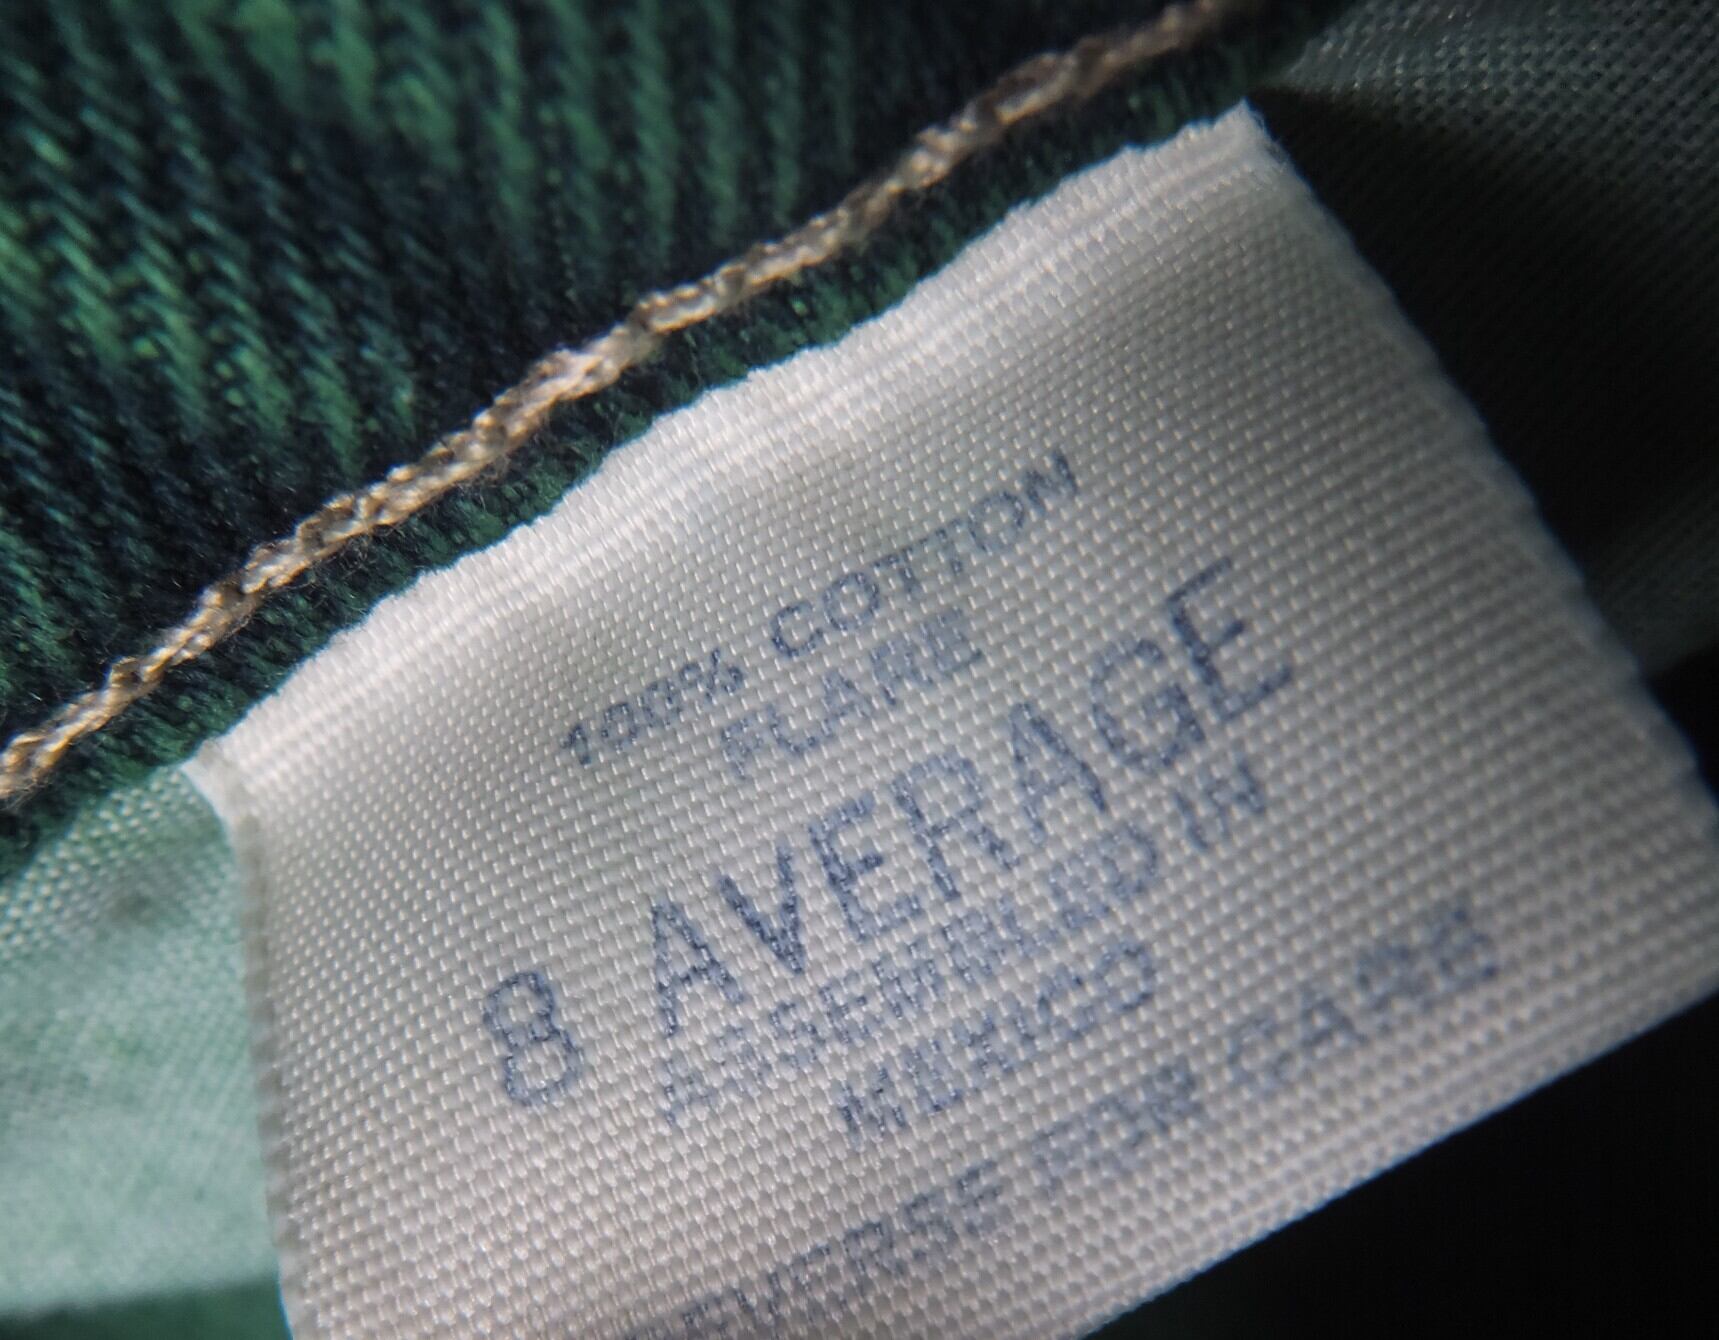 100% COTTON
FLARE
8 AVERAGE
ASSEMBLED IN
MEXICO
REVERSE FOR CARE